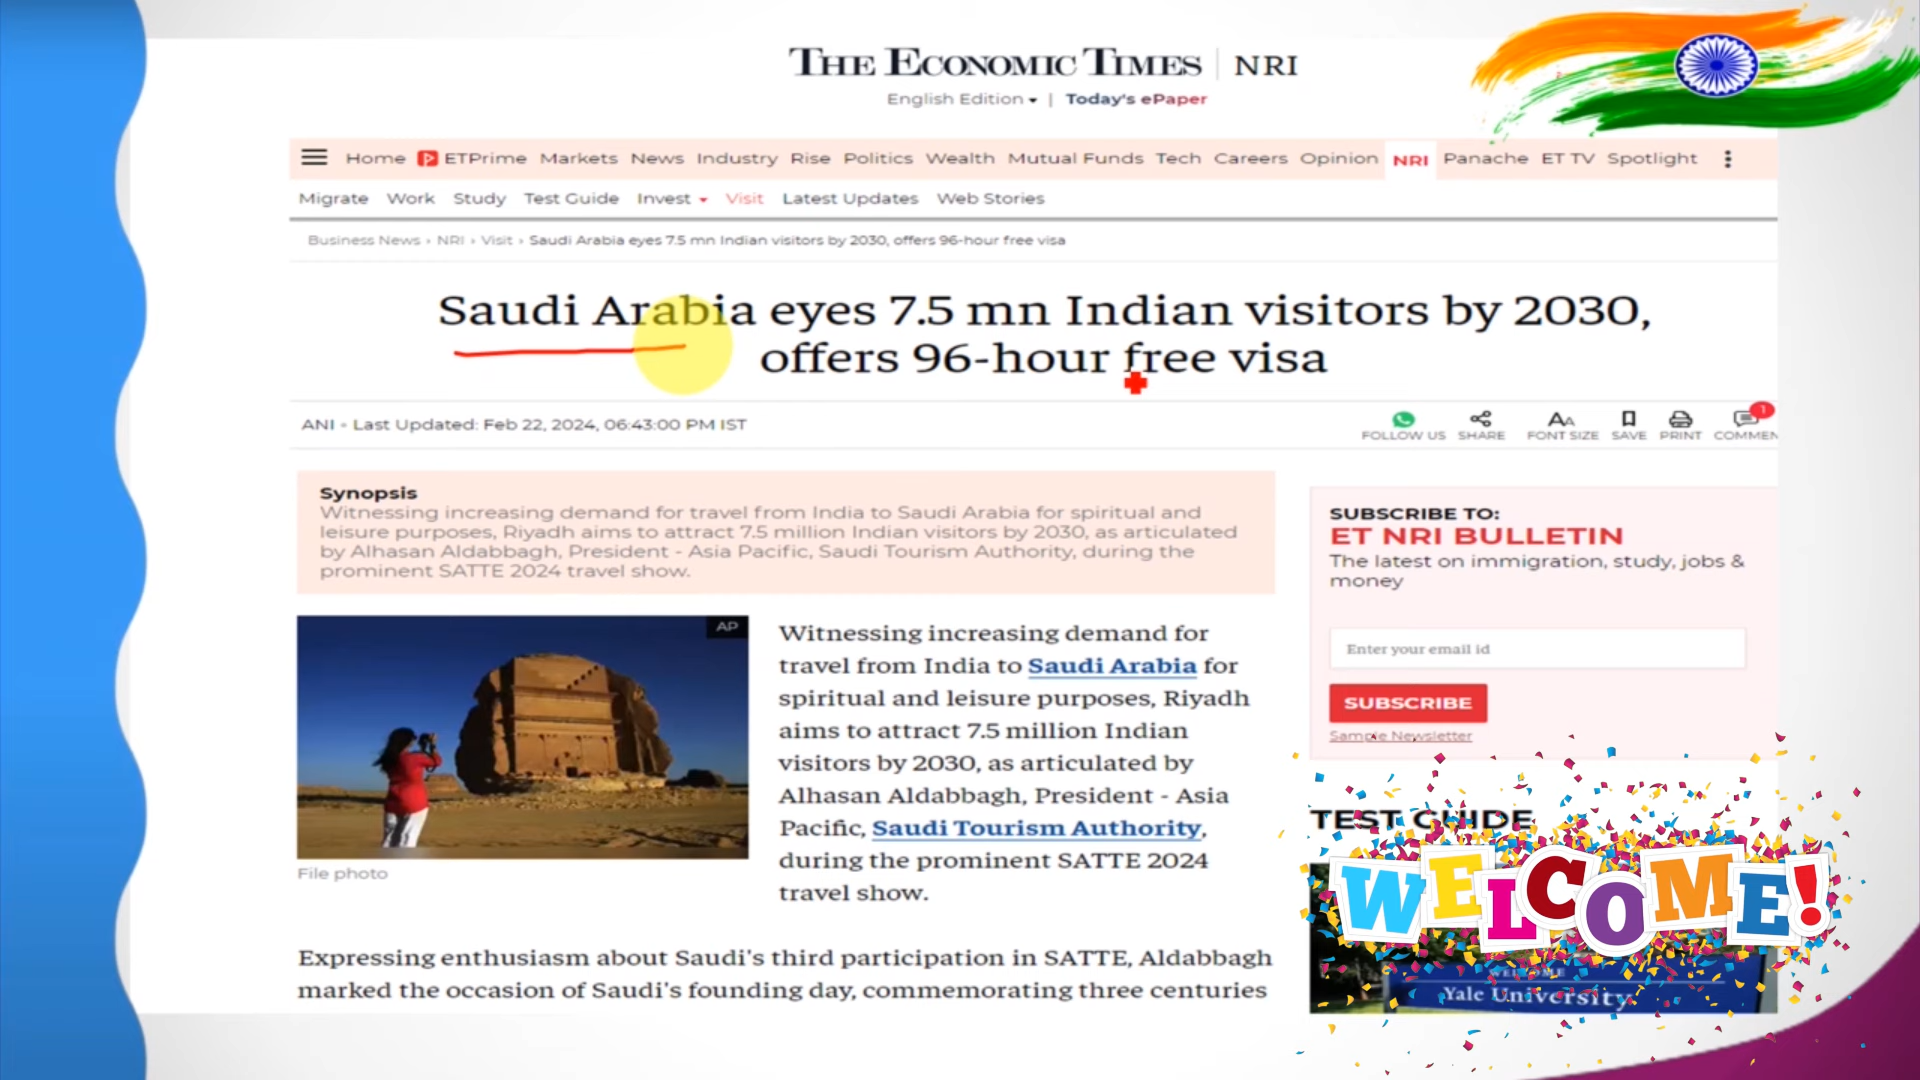 THE ECONOMIC TIMES | NRI
English Edition | Today's ePaper
Home ETPrime Markets News Industry Rise Politics Wealth Mutual Funds Tech Careers Opinion NRI Panache ET TV Spotlight
Migrate Work Study Test Guide Invest Visit Latest Updates Web Stories
Business News › NRI › Visit › Saudi Arabia eyes 7.5 mn Indian visitors by 2030, offers 96-hour free visa
Saudi Arabia eyes 7.5 mn Indian visitors by 2030,
offers 96-hour free visa
ANI • Last Updated: Feb 22, 2024, 06:43:00 PM IST
FOLLOW US SHARE FONT SIZE SAVE PRINT COMMEN
1
Synopsis
Witnessing increasing demand for travel from India to Saudi Arabia for spiritual and
leisure purposes, Riyadh aims to attract 7.5 million Indian visitors by 2030, as articulated
by Alhasan Aldabbagh, President - Asia Pacific, Saudi Tourism Authority, during the
prominent SATTE 2024 travel show.
AP
File photo
Witnessing increasing demand for
travel from India to Saudi Arabia for
spiritual and leisure purposes, Riyadh
aims to attract 7.5 million Indian
visitors by 2030, as articulated by
Alhasan Aldabbagh, President - Asia
Pacific, Saudi Tourism Authority,
during the prominent SATTE 2024
travel show.
Expressing enthusiasm about Saudi's third participation in SATTE, Aldabbagh
marked the occasion of Saudi's founding day, commemorating three centuries
SUBSCRIBE TO:
ET NRI BULLETIN
The latest on immigration, study, jobs &
money
Enter your email id
SUBSCRIBE
Sample Newsletter
TEST GUIDE
WELCOME!
WELCOME
Yale University